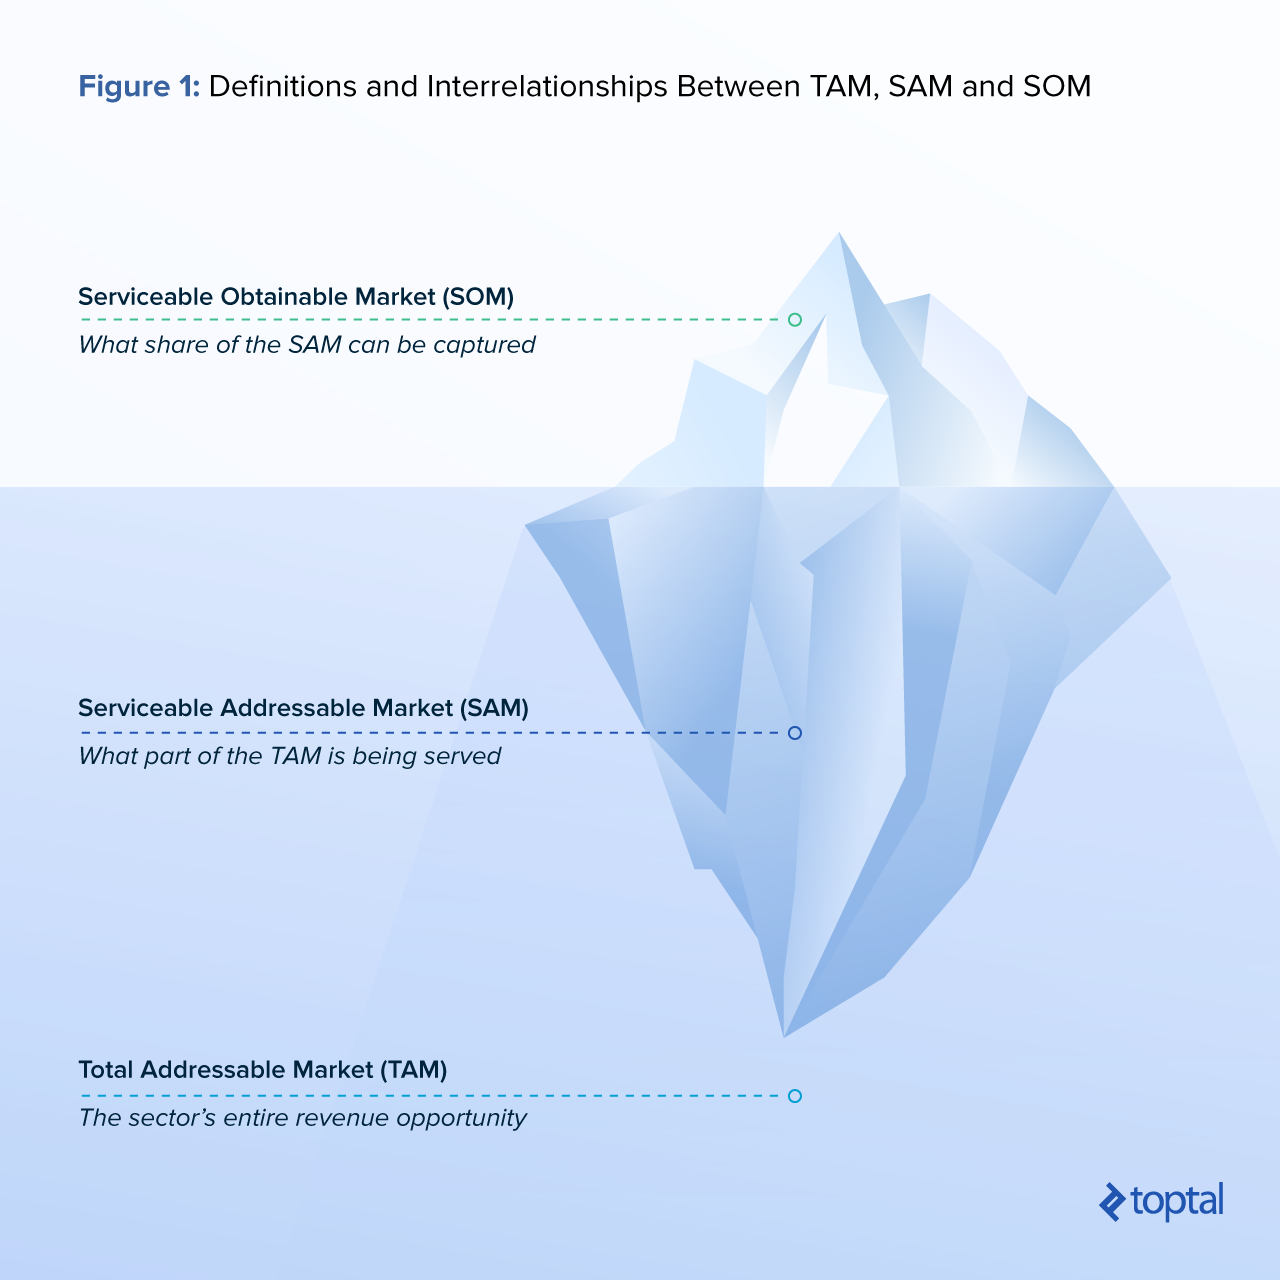 Figure 1: Definitions and Interrelationships Between TAM, SAM and SOM
Serviceable Obtainable Market (SOM)
What share of the SAM can be captured
Serviceable Addressable Market (SAM)
What part of the TAM is being served
Total Addressable Market (TAM)
The sector’s entire revenue opportunity
toptal